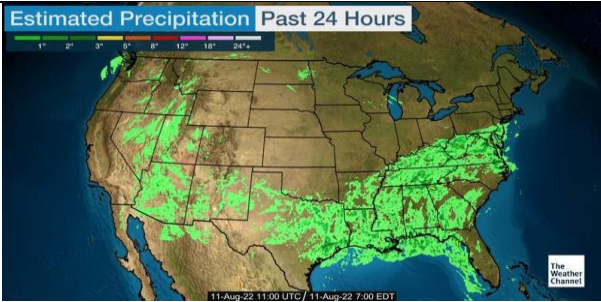 Estimated Precipitation Past 24 Hours
1" 2" 3" 5" 8" 12" 18" 24"+
The
Weather
Channel
11-Aug-22 11:00 UTC / 11-Aug-22 7:00 EDT